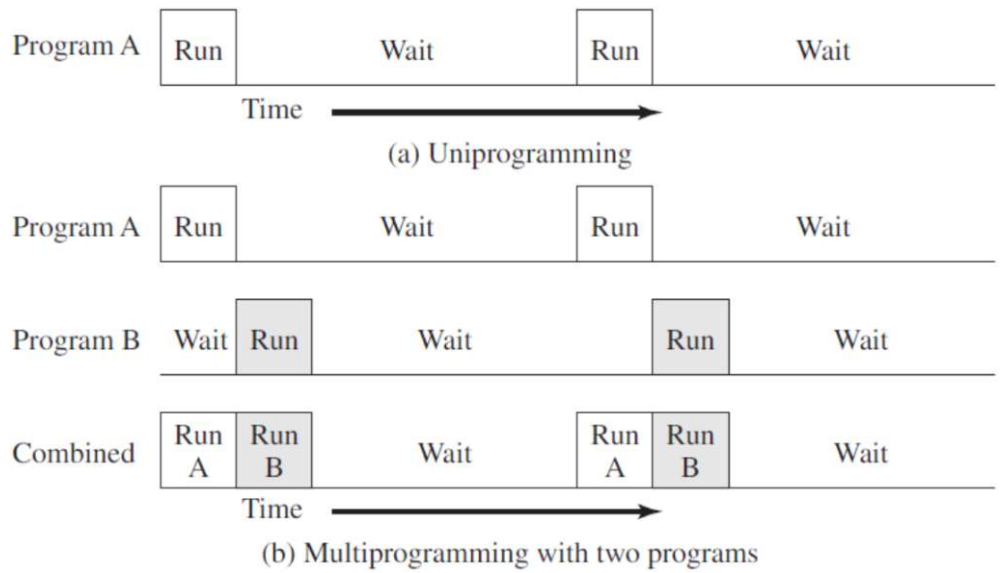 Program A Run Wait Run Wait
Time
(a) Uniprogramming
Program A Run Wait Run Wait
Program B Wait Run Wait Run Wait
Combined Run A Run B Wait Run A Run B Wait
Time
(b) Multiprogramming with two programs